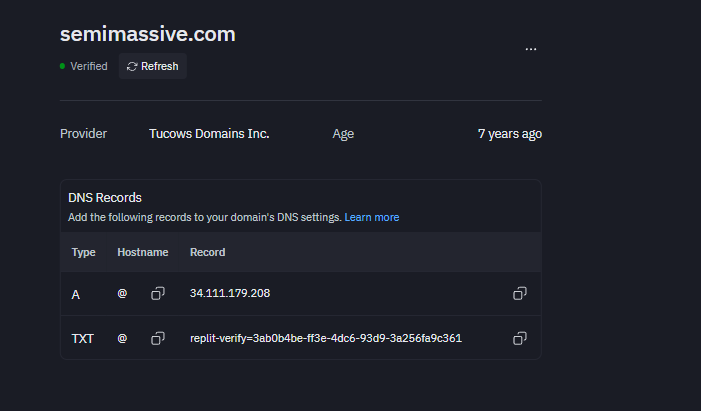 semimassive.com
...
Verified Refresh
Provider Tucows Domains Inc. Age 7 years ago
DNS Records
Add the following records to your domain's DNS settings. Learn more
Type Hostname Record
A @ 34.111.179.208
TXT @ replit-verify=3ab0b4be-ff3e-4dc6-93d9-3a256fa9c361